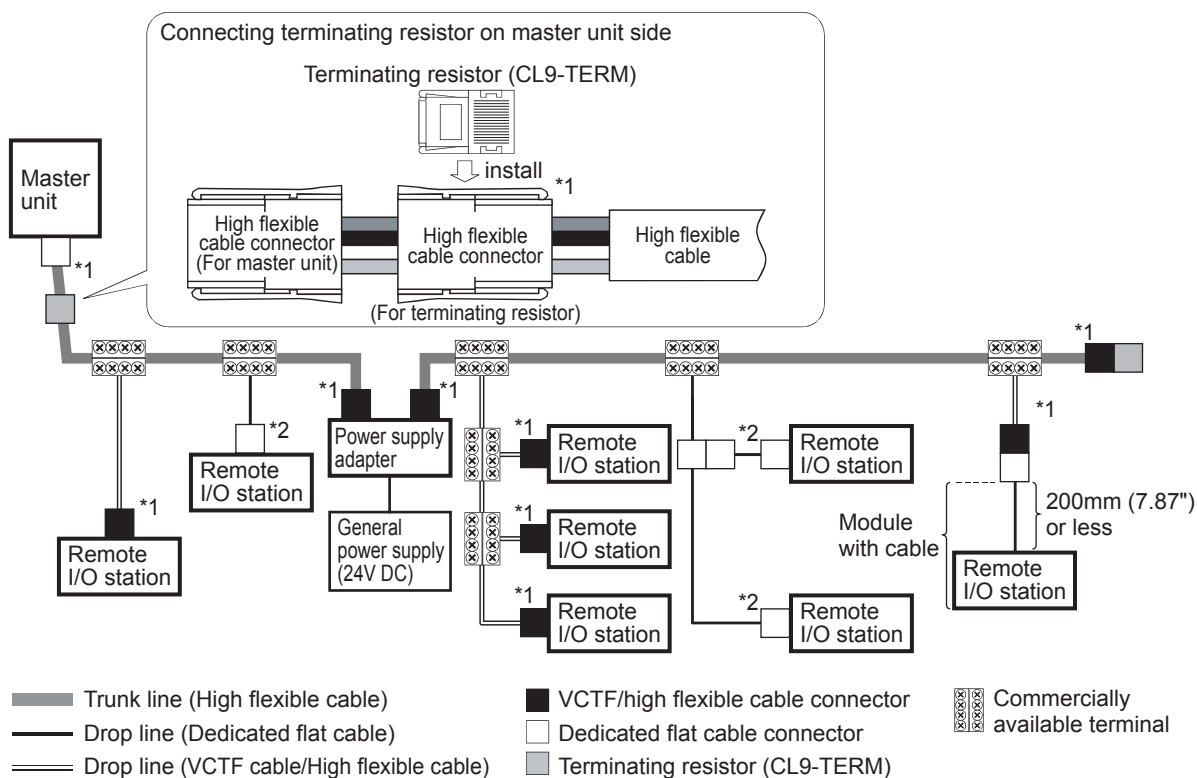 Connecting terminating resistor on master unit side
Terminating resistor (CL9-TERM)
install
*1
High flexible
cable connector
(For master unit)
High flexible
cable connector
High flexible
cable
(For terminating resistor)
Master
unit
*1
*1
*1
*1
*2
Remote
I/O station
*1
Remote
I/O station
Power supply
adapter
General
power supply
(24V DC)
*1
Remote
I/O station
*1
Remote
I/O station
*1
Remote
I/O station
*2
Remote
I/O station
*2
Remote
I/O station
*1
Module
with cable
200mm (7.87")
or less
Remote
I/O station
Trunk line (High flexible cable)
Drop line (Dedicated flat cable)
Drop line (VCTF cable/High flexible cable)
VCTF/high flexible cable connector
Dedicated flat cable connector
Terminating resistor (CL9-TERM)
Commercially
available terminal